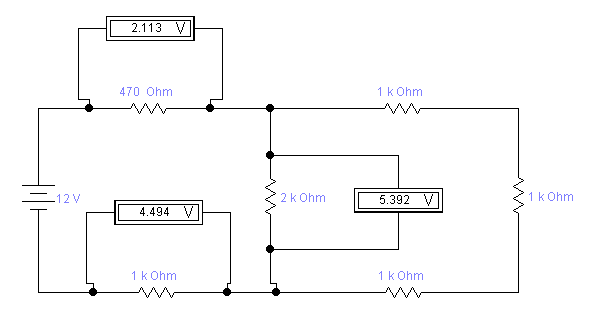 2.113 V
470 Ohm
1 k Ohm
12 V
4.494 V
2 k Ohm
5.392 V
1 k Ohm
1 k Ohm
1 k Ohm